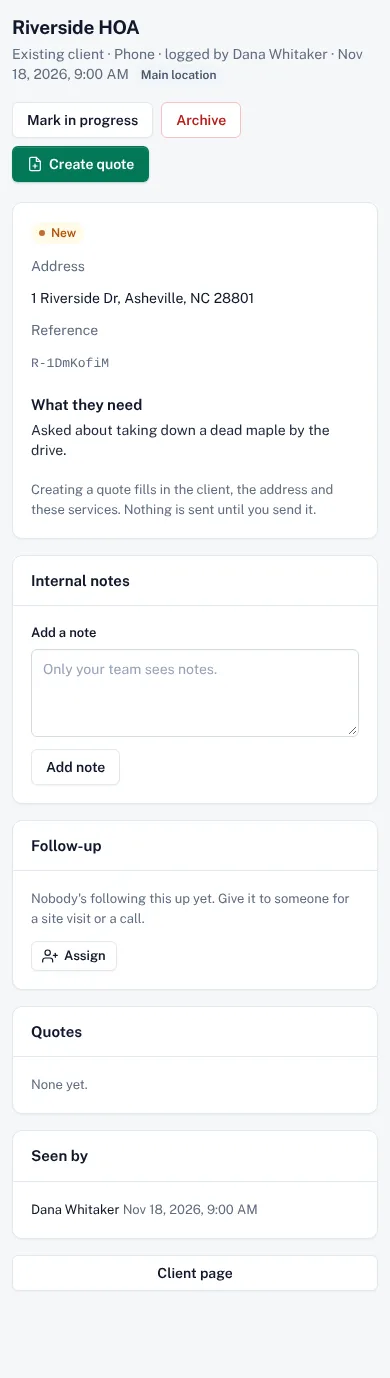 Riverside HOA
Existing client · Phone · logged by Dana Whitaker · Nov
18, 2026, 9:00 AM Main location
Mark in progress
Archive
Create quote
New
Address
1 Riverside Dr, Asheville, NC 28801
Reference
R-1DmKofiM
What they need
Asked about taking down a dead maple by the
drive.
Creating a quote fills in the client, the address and
these services. Nothing is sent until you send it.
Internal notes
Add a note
Only your team sees notes.
Add note
Follow-up
Nobody's following this up yet. Give it to someone for
a site visit or a call.
Assign
Quotes
None yet.
Seen by
Dana Whitaker Nov 18, 2026, 9:00 AM
Client page